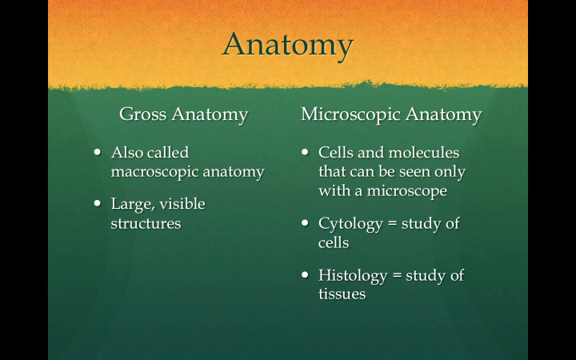 Anatomy
Gross Anatomy
• Also called
macroscopic anatomy
• Large, visible
structures
Microscopic Anatomy
• Cells and molecules
that can be seen only
with a microscope
• Cytology = study of
cells
• Histology = study of
tissues